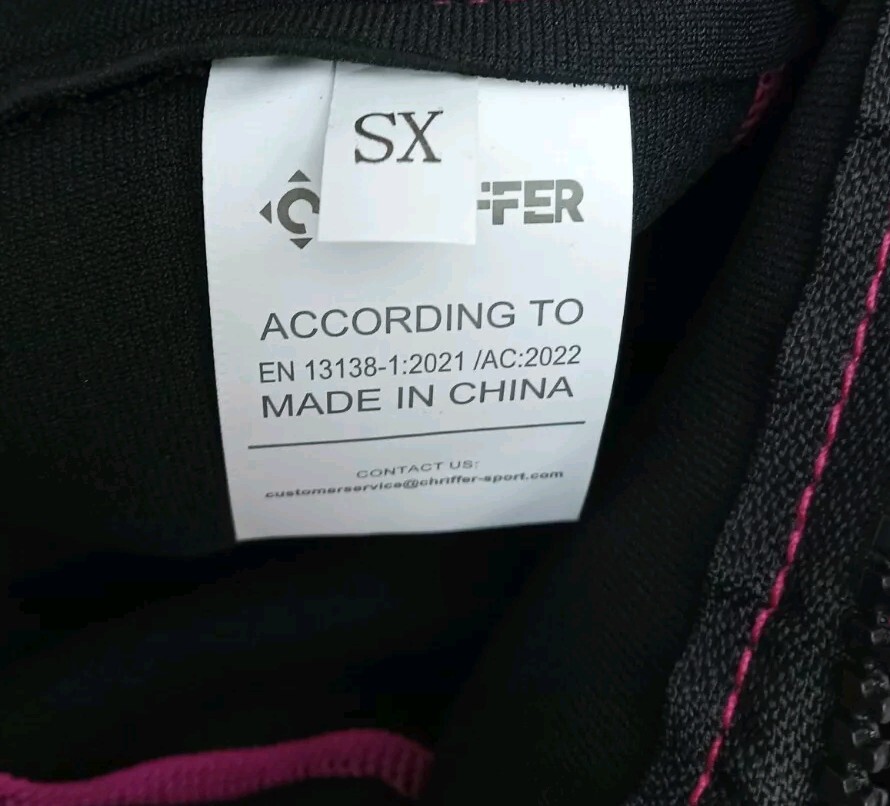 SX
FFER
ACCORDING TO
EN 13138-1:2021 /AC:2022
MADE IN CHINA
CONTACT US:
customerservice@chriffer-sport.com